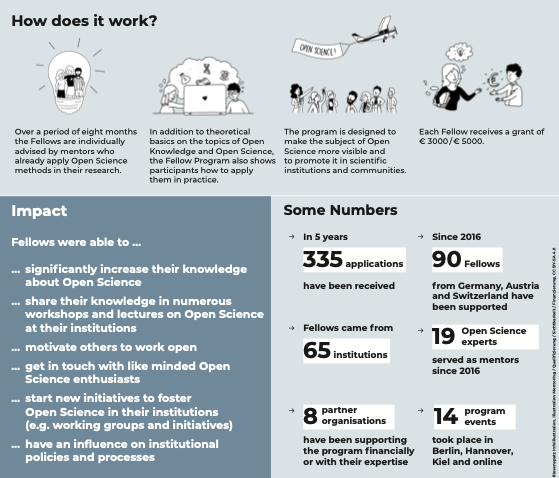 How does it work?
OPEN SCIENCE!
Over a period of eight months
the Fellows are individually
advised by mentors who
already apply Open Science
methods in their research.
In addition to theoretical
basics on the topics of Open
Knowledge and Open Science,
the Fellow Program also shows
participants how to apply
them in practice.
The program is designed to
make the subject of Open
Science more visible and
to promote it in scientific
institutions and communities.
Each Fellow receives a grant of
€ 3000 / € 5000.
Impact
Fellows were able to ...
... significantly increase their knowledge
about Open Science
... share their knowledge in numerous
workshops and lectures on Open Science
at their institutions
... motivate others to work open
... get in touch with like minded Open
Science enthusiasts
... start new initiatives to foster
Open Science in their institutions
(e.g. working groups and initiatives)
... have an influence on institutional
policies and processes
Some Numbers
→ In 5 years
335 applications
have been received
→ Since 2016
90 Fellows
from Germany, Austria
and Switzerland have
been supported
→ Fellows came from
65 institutions
→ 19 Open Science
experts
served as mentors
since 2016
→ 8 partner
organisations
have been supporting
the program financially
or with their expertise
→ 14 program
events
took place in
Berlin, Hannover,
Kiel and online